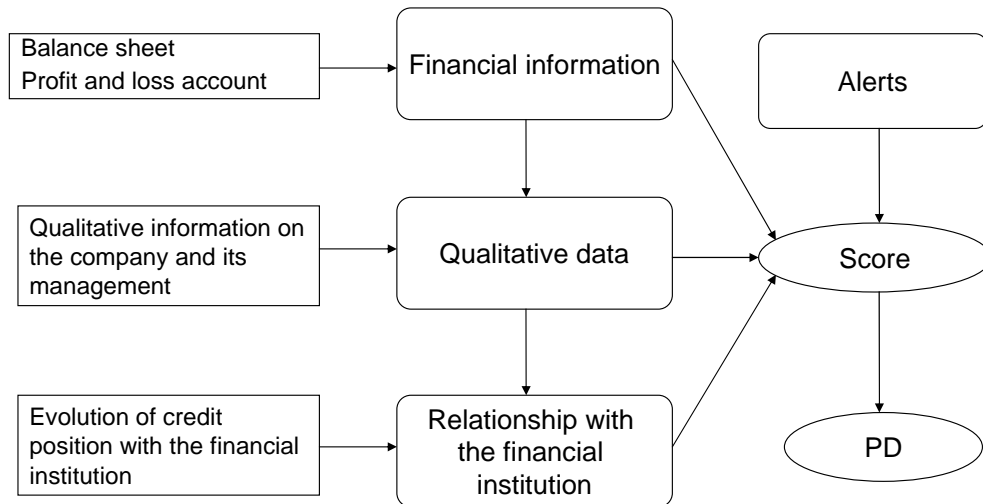 Balance sheet
Profit and loss account
Financial information
Alerts
Qualitative information on
the company and its
management
Qualitative data
Score
Evolution of credit
position with the financial
institution
Relationship with
the financial
institution
PD